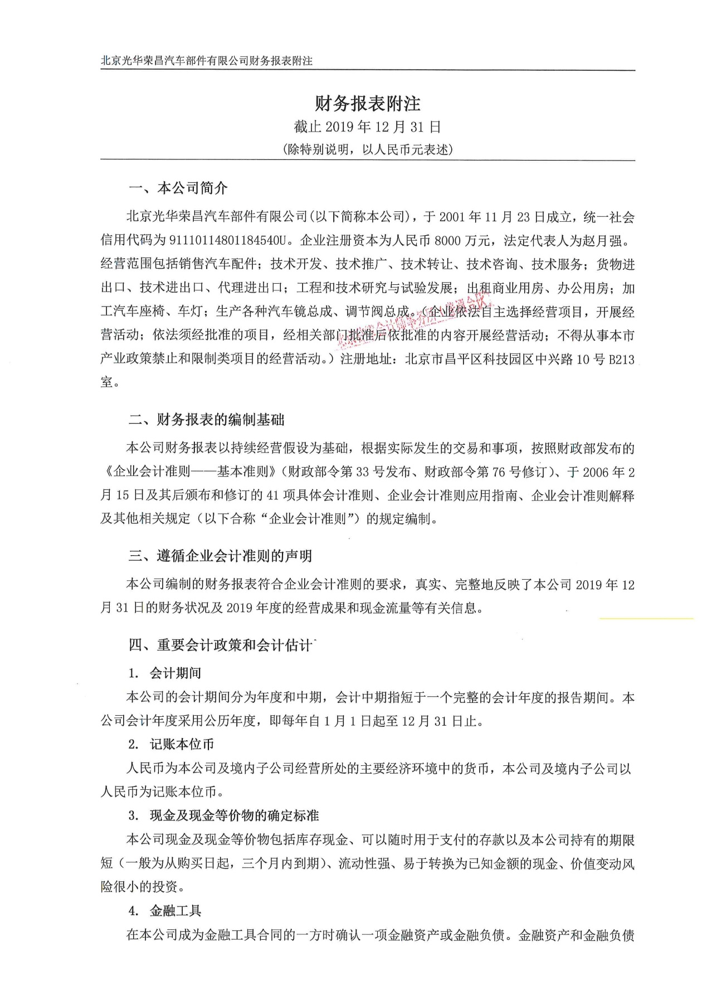 北京光华荣昌汽车部件有限公司财务报表附注
财务报表附注
截止 2019 年 12 月 31 日
(除特别说明，以人民币元表述)
一、本公司简介
北京光华荣昌汽车部件有限公司(以下简称本公司)，于 2001 年 11 月 23 日成立，统一社会
信用代码为 91110114801184540U。企业注册资本为人民币 8000 万元，法定代表人为赵月强。
经营范围包括销售汽车配件；技术开发、技术推广、技术转让、技术咨询、技术服务；货物进
出口、技术进出口、代理进出口；工程和技术研究与试验发展；出租商业用房、办公用房；加
工汽车座椅、车灯；生产各种汽车镜总成、调节阀总成。（企业依法自主选择经营项目，开展经
营活动；依法须经批准的项目，经相关部门批准后依批准的内容开展经营活动；不得从事本市
产业政策禁止和限制类项目的经营活动。）注册地址：北京市昌平区科技园区中兴路 10 号 B213
室。
二、财务报表的编制基础
本公司财务报表以持续经营假设为基础，根据实际发生的交易和事项，按照财政部发布的
《企业会计准则——基本准则》（财政部令第 33 号发布、财政部令第 76 号修订）、于 2006 年 2
月 15 日及其后颁布和修订的 41 项具体会计准则、企业会计准则应用指南、企业会计准则解释
及其他相关规定（以下合称“企业会计准则”）的规定编制。
三、遵循企业会计准则的声明
本公司编制的财务报表符合企业会计准则的要求，真实、完整地反映了本公司 2019 年 12
月 31 日的财务状况及 2019 年度的经营成果和现金流量等有关信息。
四、重要会计政策和会计估计
1. 会计期间
本公司的会计期间分为年度和中期，会计中期指短于一个完整的会计年度的报告期间。本
公司会计年度采用公历年度，即每年自 1 月 1 日起至 12 月 31 日止。
2. 记账本位币
人民币为本公司及境内子公司经营所处的主要经济环境中的货币，本公司及境内子公司以
人民币为记账本位币。
3. 现金及现金等价物的确定标准
本公司现金及现金等价物包括库存现金、可以随时用于支付的存款以及本公司持有的期限
短（一般为从购买日起，三个月内到期）、流动性强、易于转换为已知金额的现金、价值变动风
险很小的投资。
4. 金融工具
在本公司成为金融工具合同的一方时确认一项金融资产或金融负债。金融资产和金融负债